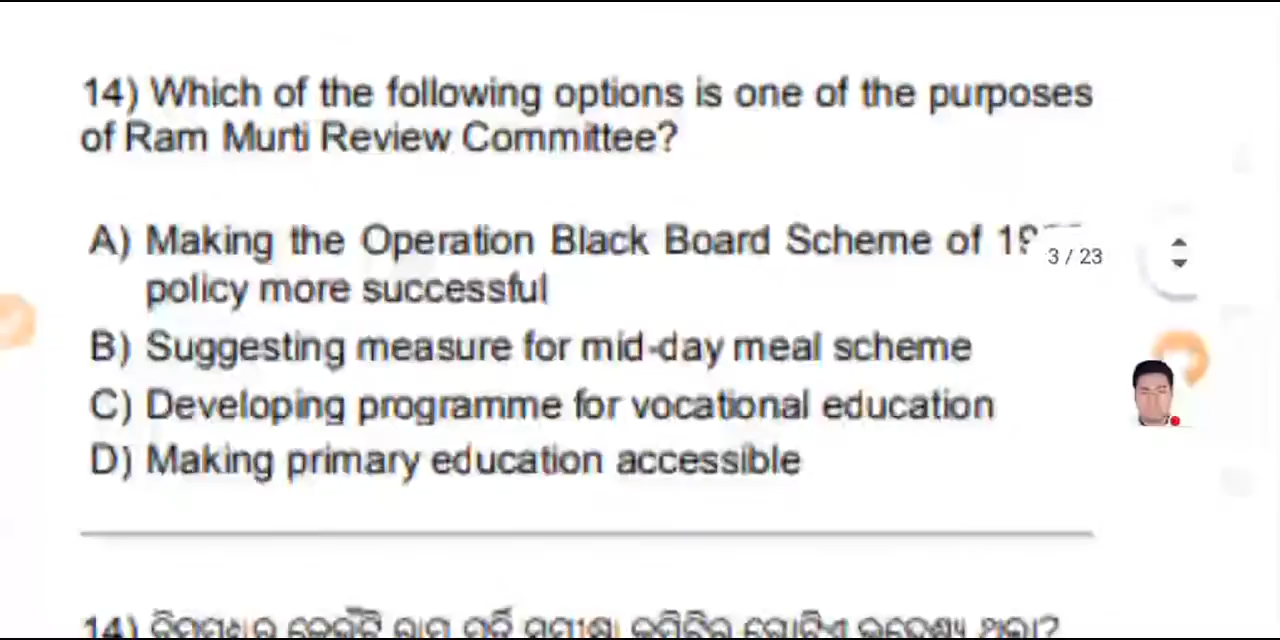 14) Which of the following options is one of the purposes
of Ram Murti Review Committee?
A) Making the Operation Black Board Scheme of
3 / 23
policy more successful
B) Suggesting measure for mid-day meal scheme
C) Developing programme for vocational education
D) Making primary education accessible
14)